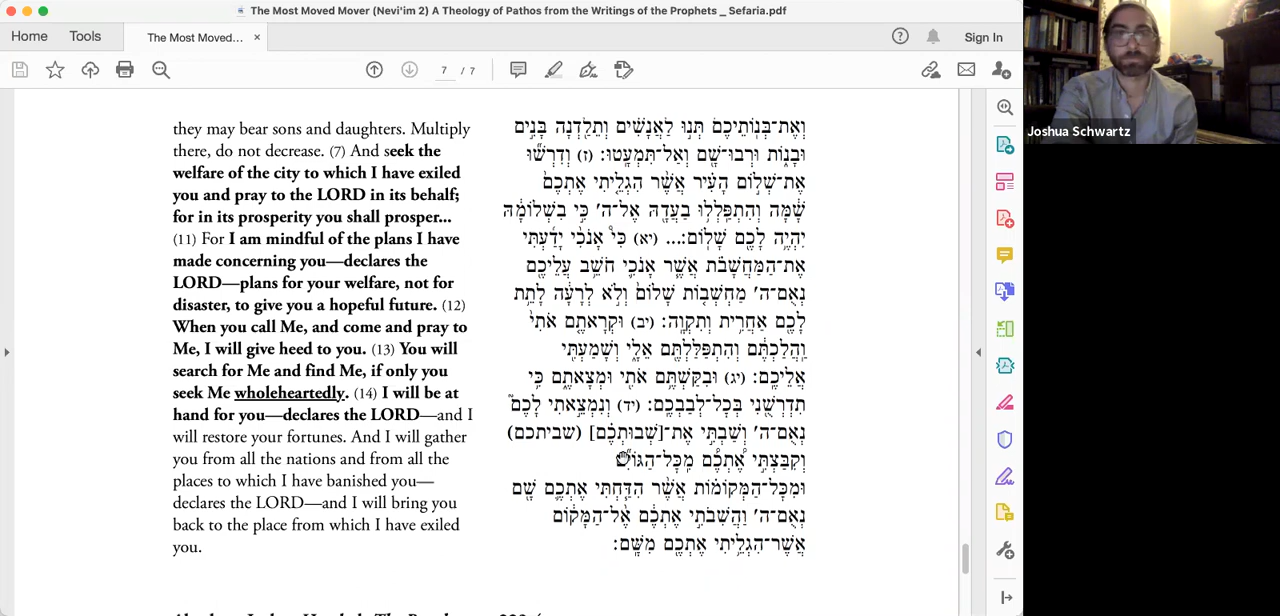 The Most Moved Mover (Nevi'im 2) A Theology of Pathos from the Writings of the Prophets _ Sefaria.pdf
Home Tools The Most Moved... × Sign In
7 / 7
Joshua Schwartz
they may bear sons and daughters. Multiply
there, do not decrease. (7) And seek the
welfare of the city to which I have exiled
you and pray to the LORD in its behalf;
for in its prosperity you shall prosper...
(11) For I am mindful of the plans I have
made concerning you—declares the
LORD—plans for your welfare, not for
disaster, to give you a hopeful future. (12)
When you call Me, and come and pray to
Me, I will give heed to you. (13) You will
search for Me and find Me, if only you
seek Me wholeheartedly. (14) I will be at
hand for you—declares the LORD—and I
will restore your fortunes. And I will gather
you from all the nations and from all the
places to which I have banished you—
declares the LORD—and I will bring you
back to the place from which I have exiled
you.
וְאֶת־בְּנֽוֹתֵיכֶם֙ תְּנ֣וּ לַאֲנָשִׁ֔ים וְתֵלַ֖דְנָה בָּנִ֣ים
וּבָנ֑וֹת וּרְבוּ־שָׁ֖ם וְאַל־תִּמְעָֽטוּ׃ (ז) וְדִרְשׁ֞וּ
אֶת־שְׁל֣וֹם הָעִ֗יר אֲשֶׁ֨ר הִגְלֵ֤יתִי אֶתְכֶם֙
שָׁ֔מָּה וְהִתְפַּֽלְל֥וּ בַעֲדָ֖הּ אֶל־ה' כִּ֣י בִשְׁלוֹמָ֔הּ
יִהְיֶ֥ה לָכֶ֖ם שָׁלֽוֹם׃... (יא) כִּי֩ אָנֹכִ֨י יָדַ֜עְתִּי
אֶת־הַמַּחֲשָׁבֹ֗ת אֲשֶׁ֧ר אָנֹכִ֛י חֹשֵׁ֥ב עֲלֵיכֶ֖ם
נְאֻם־ה' מַחְשְׁב֤וֹת שָׁלוֹם֙ וְלֹ֣א לְרָעָ֔ה לָתֵ֥ת
לָכֶ֖ם אַחֲרִ֥ית וְתִקְוָֽה׃ (יב) וּקְרָאתֶ֤ם אֹתִי֙
וַֽהֲלַכְתֶּ֔ם וְהִתְפַּלַּלְתֶּ֖ם אֵלָ֑י וְשָׁמַעְתִּ֖י
אֲלֵיכֶֽם׃ (יג) וּבִקַּשְׁתֶּ֥ם אֹתִ֖י וּמְצָאתֶ֑ם כִּ֥י
תִדְרְשֻׁ֖נִי בְּכָל־לְבַבְכֶֽם׃ (יד) וְנִמְצֵ֣אתִי לָכֶם֮
נְאֻם־ה' וְשַׁבְתִּ֣י אֶת־[שְׁבוּתְכֶ֗ם] (שביתכם)
וְקִבַּצְתִּ֣י אֶ֠תְכֶם מִֽכָּל־הַגּוֹיִ֞ם
וּמִכָּל־הַמְּקוֹמ֗וֹת אֲשֶׁ֨ר הִדַּ֧חְתִּי אֶתְכֶ֛ם שָׁ֖ם
נְאֻם־ה' וַהֲשִׁבֹתִ֣י אֶתְכֶ֔ם אֶ֨ל־הַמָּק֔וֹם
אֲשֶׁר־הִגְלֵ֥יתִי אֶתְכֶ֖ם מִשָּֽׁם׃